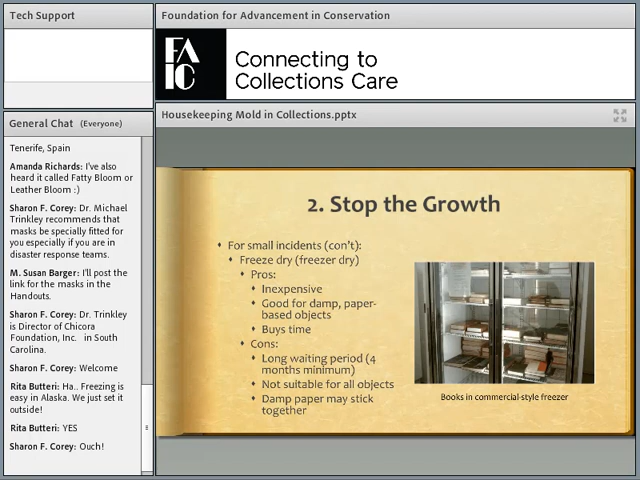 Tech Support
Foundation for Advancement in Conservation
FA
IC
Connecting to
Collections Care
General Chat (Everyone)
Tenerife, Spain
Amanda Richards: I've also
heard it called Fatty Bloom or
Leather Bloom :)
Sharon F. Corey: Dr. Michael
Trinkley recommends that
masks be specially fitted for
you especially if you are in
disaster response teams.
M. Susan Barger: I'll post the
link for the masks in the
Handouts.
Sharon F. Corey: Dr. Trinkley
is Director of Chicora
Foundation, Inc. in South
Carolina.
Sharon F. Corey: Welcome
Rita Butteri: Ha.. Freezing is
easy in Alaska. We just set it
outside!
Rita Butteri: YES
Sharon F. Corey: Ouch!
Housekeeping Mold in Collections.pptx
2. Stop the Growth
For small incidents (con't):
Freeze dry (freezer dry)
Pros:
Inexpensive
Good for damp, paper-
based objects
Buys time
Cons:
Long waiting period (4
months minimum)
Not suitable for all objects
Damp paper may stick
together
Books in commercial-style freezer